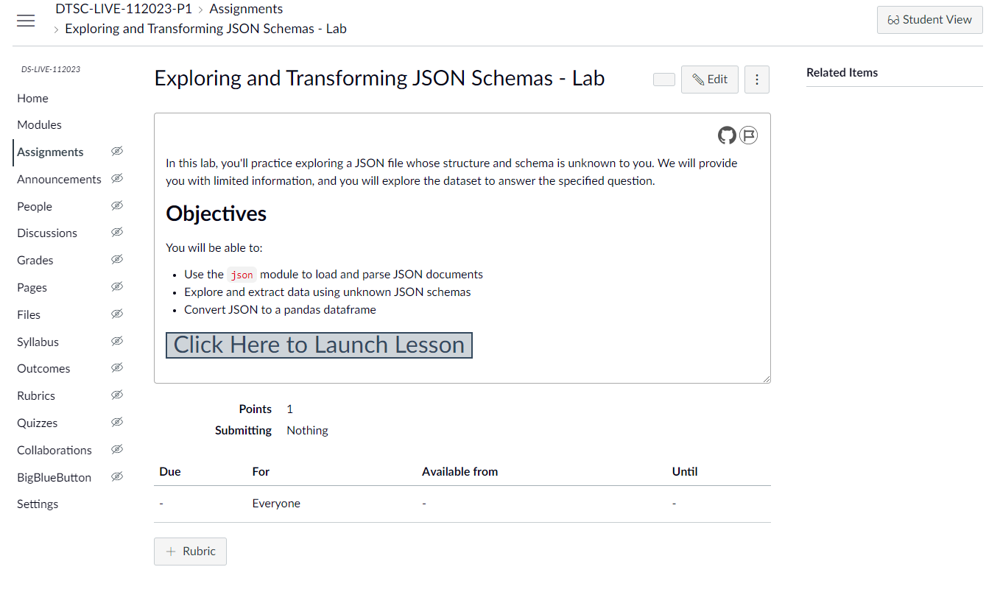 DTSC-LIVE-112023-P1 › Assignments
› Exploring and Transforming JSON Schemas - Lab
Student View
DS-LIVE-112023
Home
Modules
Assignments
Announcements
People
Discussions
Grades
Pages
Files
Syllabus
Outcomes
Rubrics
Quizzes
Collaborations
BigBlueButton
Settings
Exploring and Transforming JSON Schemas - Lab
Edit
In this lab, you'll practice exploring a JSON file whose structure and schema is unknown to you. We will provide
you with limited information, and you will explore the dataset to answer the specified question.
Objectives
You will be able to:
• Use the json module to load and parse JSON documents
• Explore and extract data using unknown JSON schemas
• Convert JSON to a pandas dataframe
Click Here to Launch Lesson
Points 1
Submitting Nothing
Due For Available from Until
- Everyone - -
+ Rubric
Related Items